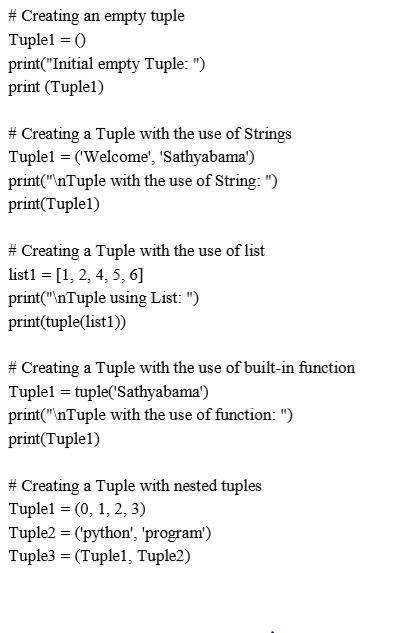 # Creating an empty tuple
Tuple1 = ()
print("Initial empty Tuple: ")
print (Tuple1)
# Creating a Tuple with the use of Strings
Tuple1 = ('Welcome', 'Sathyabama')
print("\nTuple with the use of String: ")
print(Tuple1)
# Creating a Tuple with the use of list
list1 = [1, 2, 4, 5, 6]
print("\nTuple using List: ")
print(tuple(list1))
# Creating a Tuple with the use of built-in function
Tuple1 = tuple('Sathyabama')
print("\nTuple with the use of function: ")
print(Tuple1)
# Creating a Tuple with nested tuples
Tuple1 = (0, 1, 2, 3)
Tuple2 = ('python', 'program')
Tuple3 = (Tuple1, Tuple2)